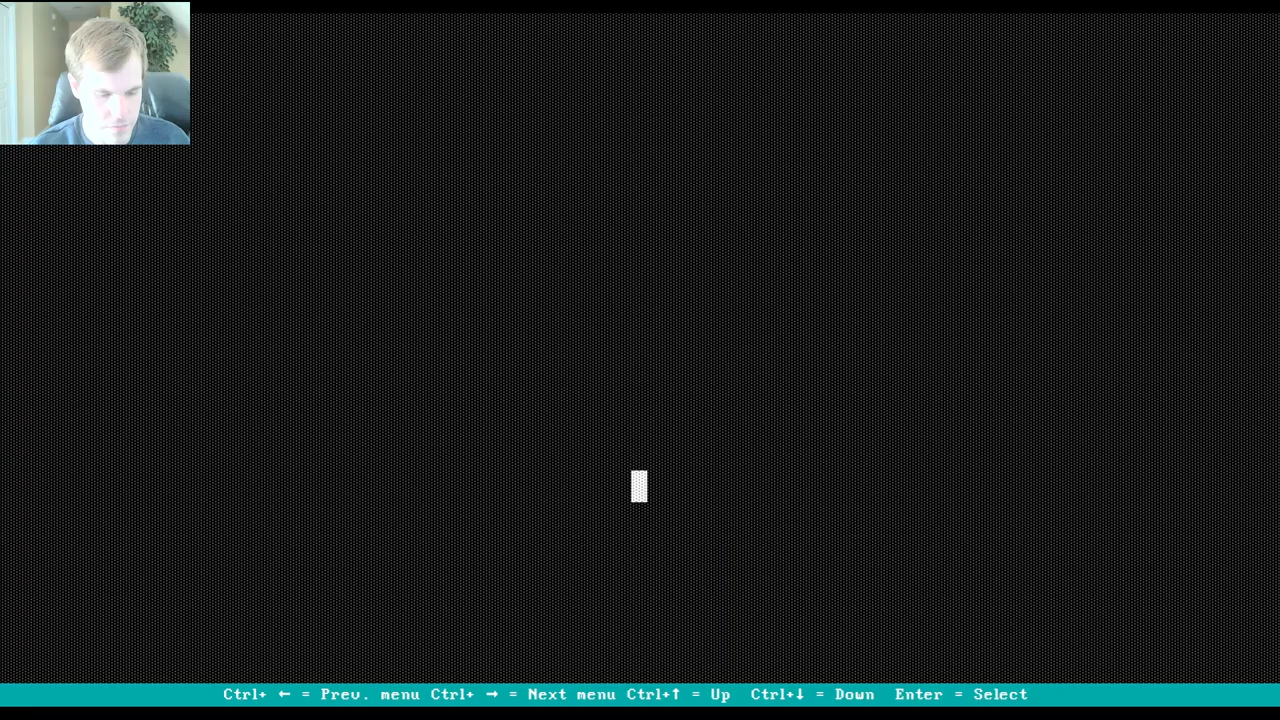 Ctrl+ ← = Prev. menu Ctrl+ → = Next menu Ctrl+↑ = Up  Ctrl+↓ = Down  Enter = Select